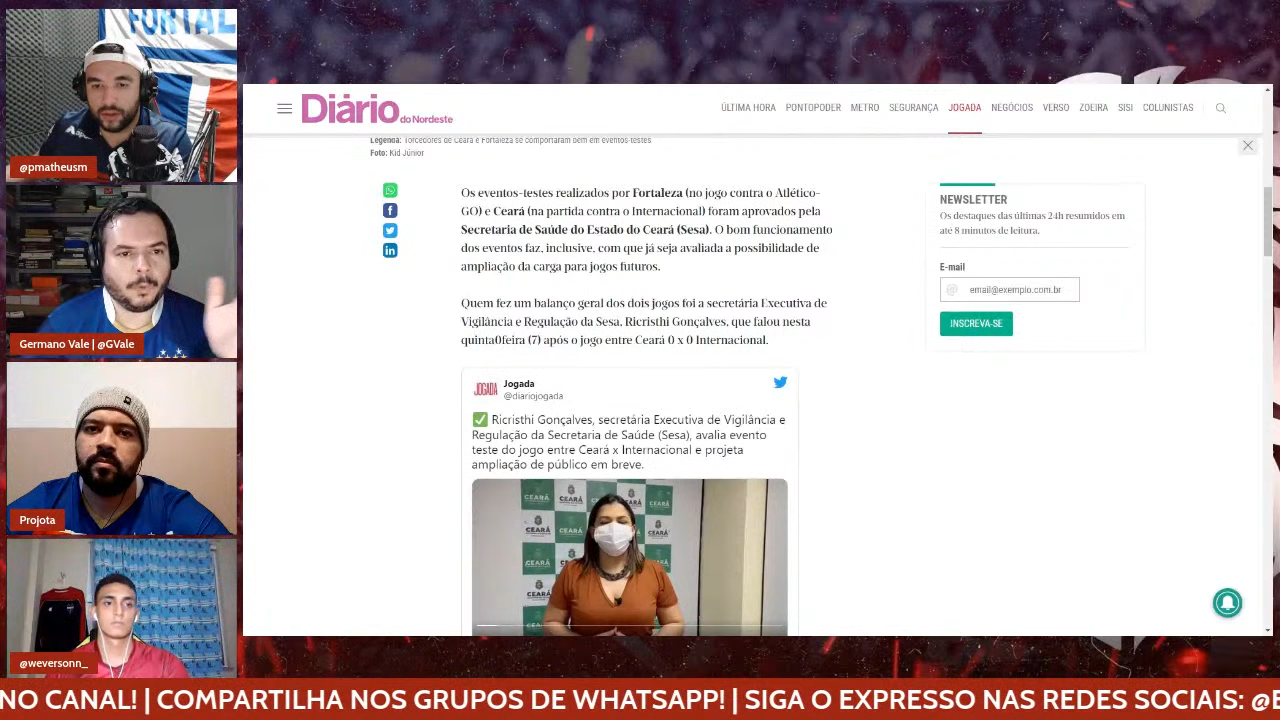 FORTAL
@pmatheusm
Germano Vale | @GVale
Projota
@weversonn_
Diário do Nordeste
ÚLTIMA HORA PONTOPODER METRO SEGURANÇA JOGADA NEGÓCIOS VERSO ZOEIRA SISI COLUNISTAS
Legenda: Torcedores de Ceará e Fortaleza se comportaram bem em eventos-testes
Foto: Kid Júnior
Os eventos-testes realizados por Fortaleza (no jogo contra o Atlético-
GO) e Ceará (na partida contra o Internacional) foram aprovados pela
Secretaria de Saúde do Estado do Ceará (Sesa). O bom funcionamento
dos eventos faz, inclusive, com que já seja avaliada a possibilidade de
ampliação da carga para jogos futuros.
Quem fez um balanço geral dos dois jogos foi a secretária Executiva de
Vigilância e Regulação da Sesa, Ricristhi Gonçalves, que falou nesta
quinta0feira (7) após o jogo entre Ceará 0 x 0 Internacional.
JOGADA
Jogada
@diariojogada
Ricristhi Gonçalves, secretária Executiva de Vigilância e
Regulação da Secretaria de Saúde (Sesa), avalia evento
teste do jogo entre Ceará x Internacional e projeta
ampliação de público em breve.
CEARÁ CEARÁ
CEARÁ CEARÁ
CEARÁ
NEWSLETTER
Os destaques das últimas 24h resumidos em
até 8 minutos de leitura.
E-mail
@ email@exemplo.com.br
INSCREVA-SE
NO CANAL! | COMPARTILHA NOS GRUPOS DE WHATSAPP! | SIGA O EXPRESSO NAS REDES SOCIAIS: @E